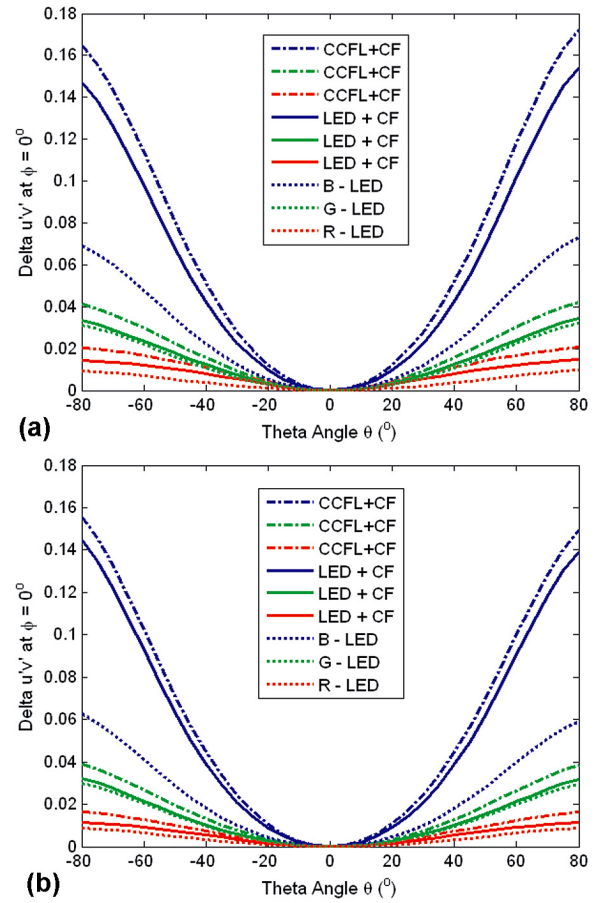 0.18
0.16
0.14
0.12
0.1
0.08
0.06
0.04
0.02
0
Delta u'v' at ϕ = 0⁰
CCFL+CF
CCFL+CF
CCFL+CF
LED + CF
LED + CF
LED + CF
B - LED
G - LED
R - LED
-80 -60 -40 -20 0 20 40 60 80
Theta Angle θ (⁰)
(a)
0.18
0.16
0.14
0.12
0.1
0.08
0.06
0.04
0.02
0
Delta u'v' at ϕ = 0⁰
CCFL+CF
CCFL+CF
CCFL+CF
LED + CF
LED + CF
LED + CF
B - LED
G - LED
R - LED
-80 -60 -40 -20 0 20 40 60 80
Theta Angle θ (⁰)
(b)